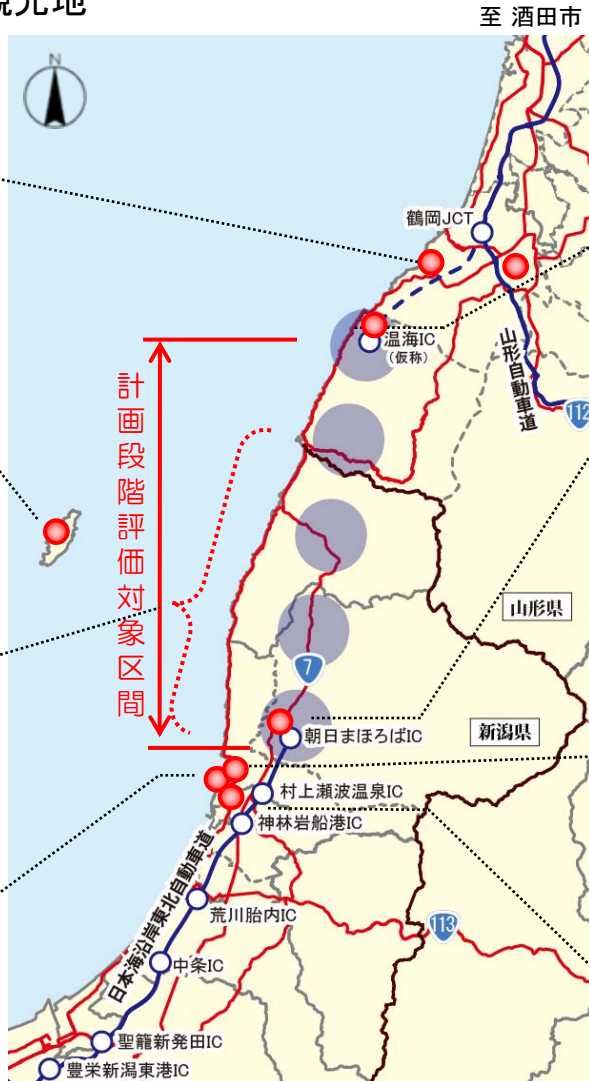 観光地
至 酒田市
N
鶴岡JCT
温海IC
(仮称)
山形自動車道
112
計画段階評価対象区間
山形県
7
新潟県
朝日まほろばIC
村上瀬波温泉IC
神林岩船港IC
日本海沿岸東北自動車道
荒川胎内IC
113
中条IC
聖籠新発田IC
豊栄新潟東港IC